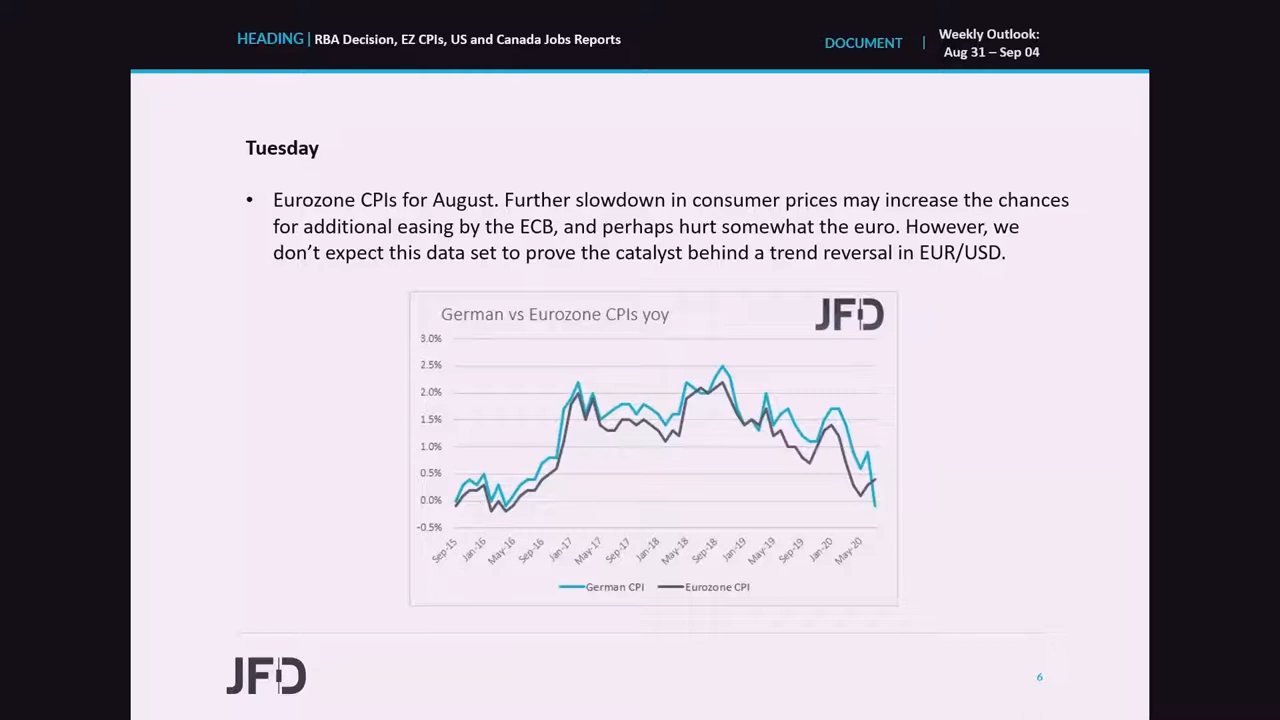 HEADING | RBA Decision, EZ CPIs, US and Canada Jobs Reports
DOCUMENT | Weekly Outlook:
Aug 31 – Sep 04
Tuesday
• Eurozone CPIs for August. Further slowdown in consumer prices may increase the chances
for additional easing by the ECB, and perhaps hurt somewhat the euro. However, we
don’t expect this data set to prove the catalyst behind a trend reversal in EUR/USD.
German vs Eurozone CPIs yoy
JFD
3.0%
2.5%
2.0%
1.5%
1.0%
0.5%
0.0%
-0.5%
Sep-15 Jan-16 May-16 Sep-16 Jan-17 May-17 Sep-17 Jan-18 May-18 Sep-18 Jan-19 May-19 Sep-19 Jan-20 May-20
German CPI Eurozone CPI
JFD
6